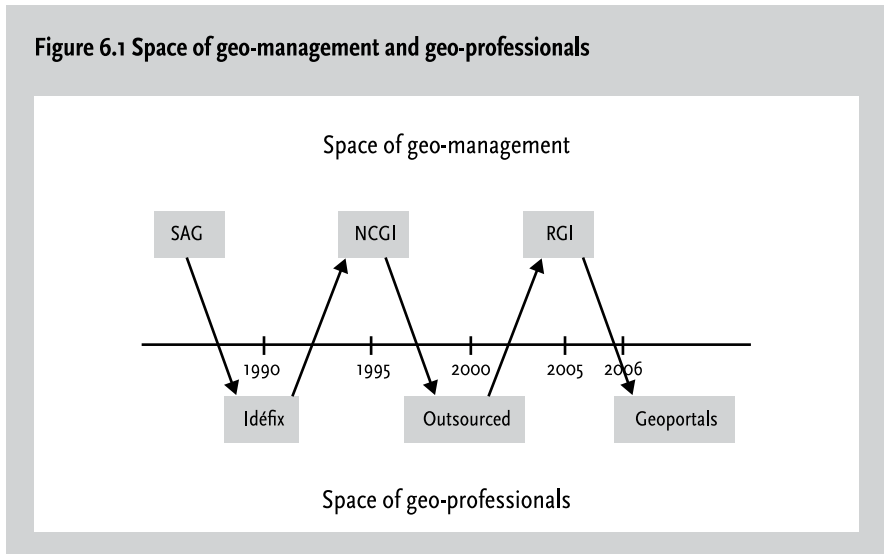 Figure 6.1 Space of geo-management and geo-professionals
Space of geo-management
SAG
NCGI
RGI
1990
1995
2000
2005
2006
Idéfix
Outsourced
Geoportals
Space of geo-professionals